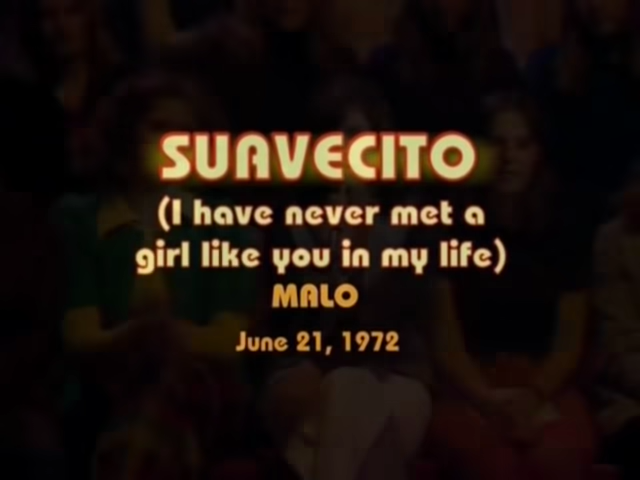 SUAVECITO
(I have never met a
girl like you in my life)
MALO
June 21, 1972